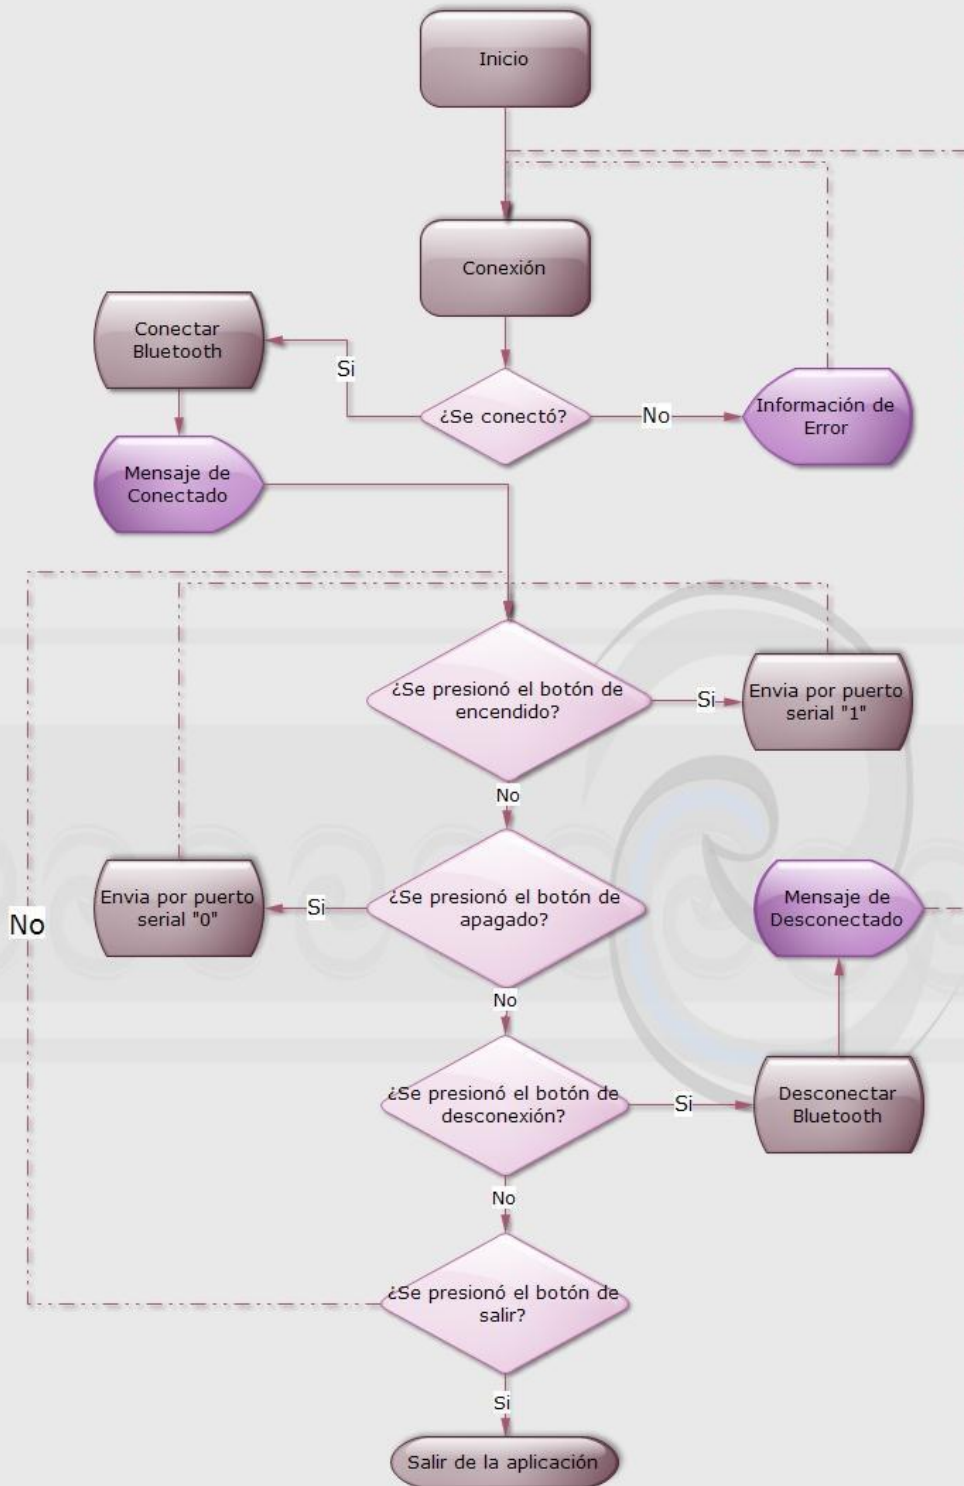 Inicio
Conexión
Conectar
Bluetooth
Si
¿Se conectó?
No
Información de
Error
Mensaje de
Conectado
¿Se presionó el botón de
encendido?
Si
Envia por puerto
serial "1"
No
¿Se presionó el botón de
apagado?
Si
Envia por puerto
serial "0"
Mensaje de
Desconectado
No
No
¿Se presionó el botón de
desconexión?
Si
Desconectar
Bluetooth
No
¿Se presionó el botón de
salir?
Si
Salir de la aplicación